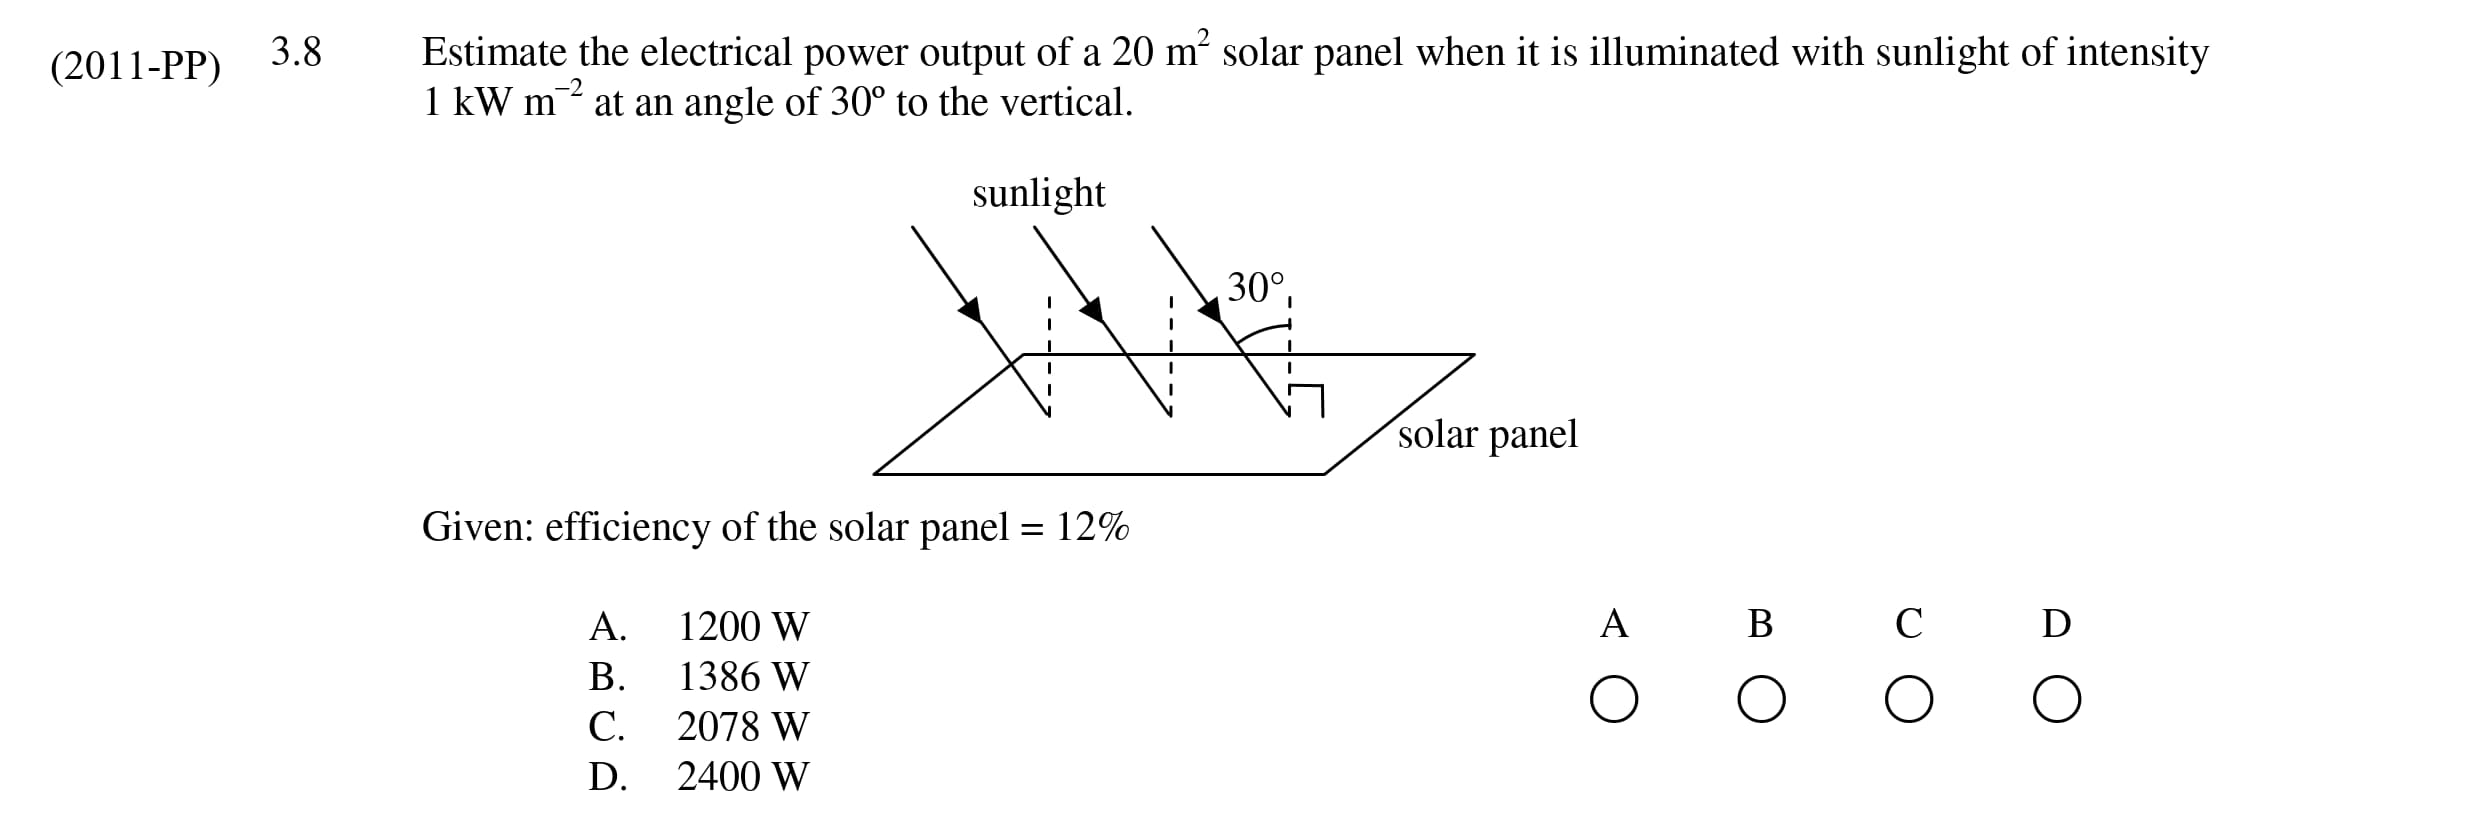 (2011-PP) 3.8 Estimate the electrical power output of a 20 m² solar panel when it is illuminated with sunlight of intensity
1 kW m⁻² at an angle of 30º to the vertical.
sunlight
30°
solar panel
Given: efficiency of the solar panel = 12%
A. 1200 W
B. 1386 W
C. 2078 W
D. 2400 W
A B C D